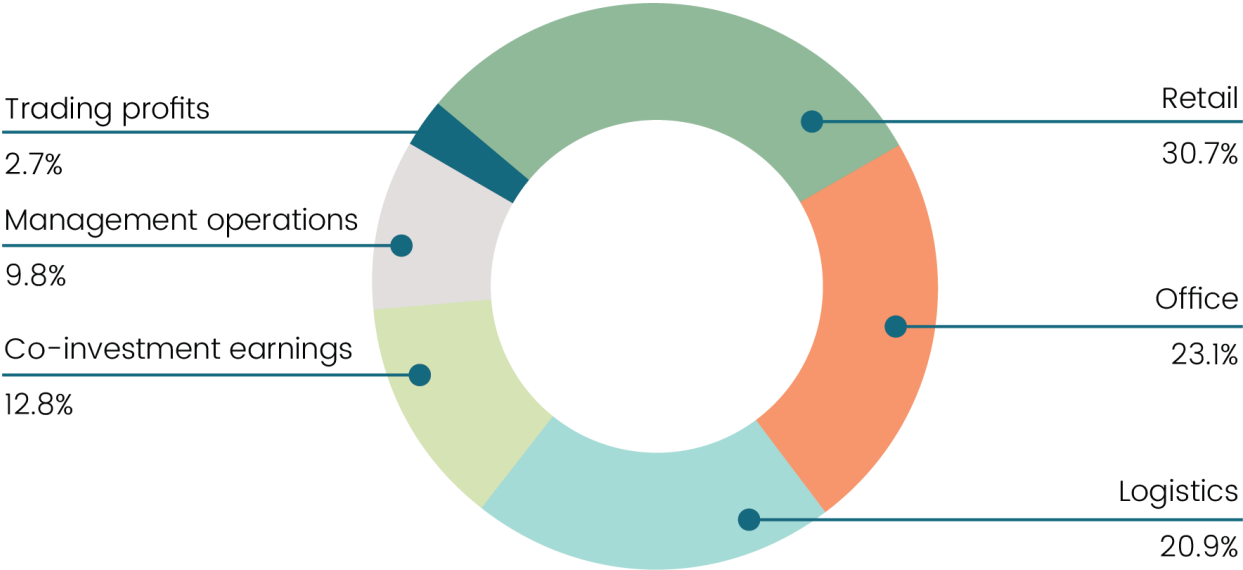 Trading profits
2.7%
Management operations
9.8%
Co-investment earnings
12.8%
Retail
30.7%
Office
23.1%
Logistics
20.9%